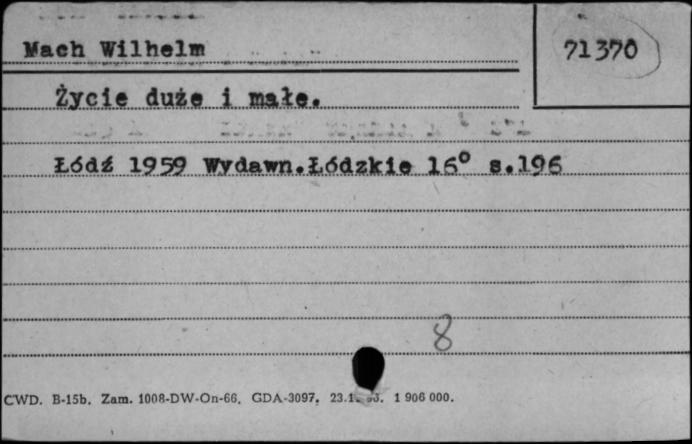 Mach Wilhelm
71370
Życie duże i małe.
Łódź 1959 Wydawn.Łódzkie 16° s.196
8
CWD. B-15b. Zam. 1008-DW-On-66. GDA-3097. 1 906 000.